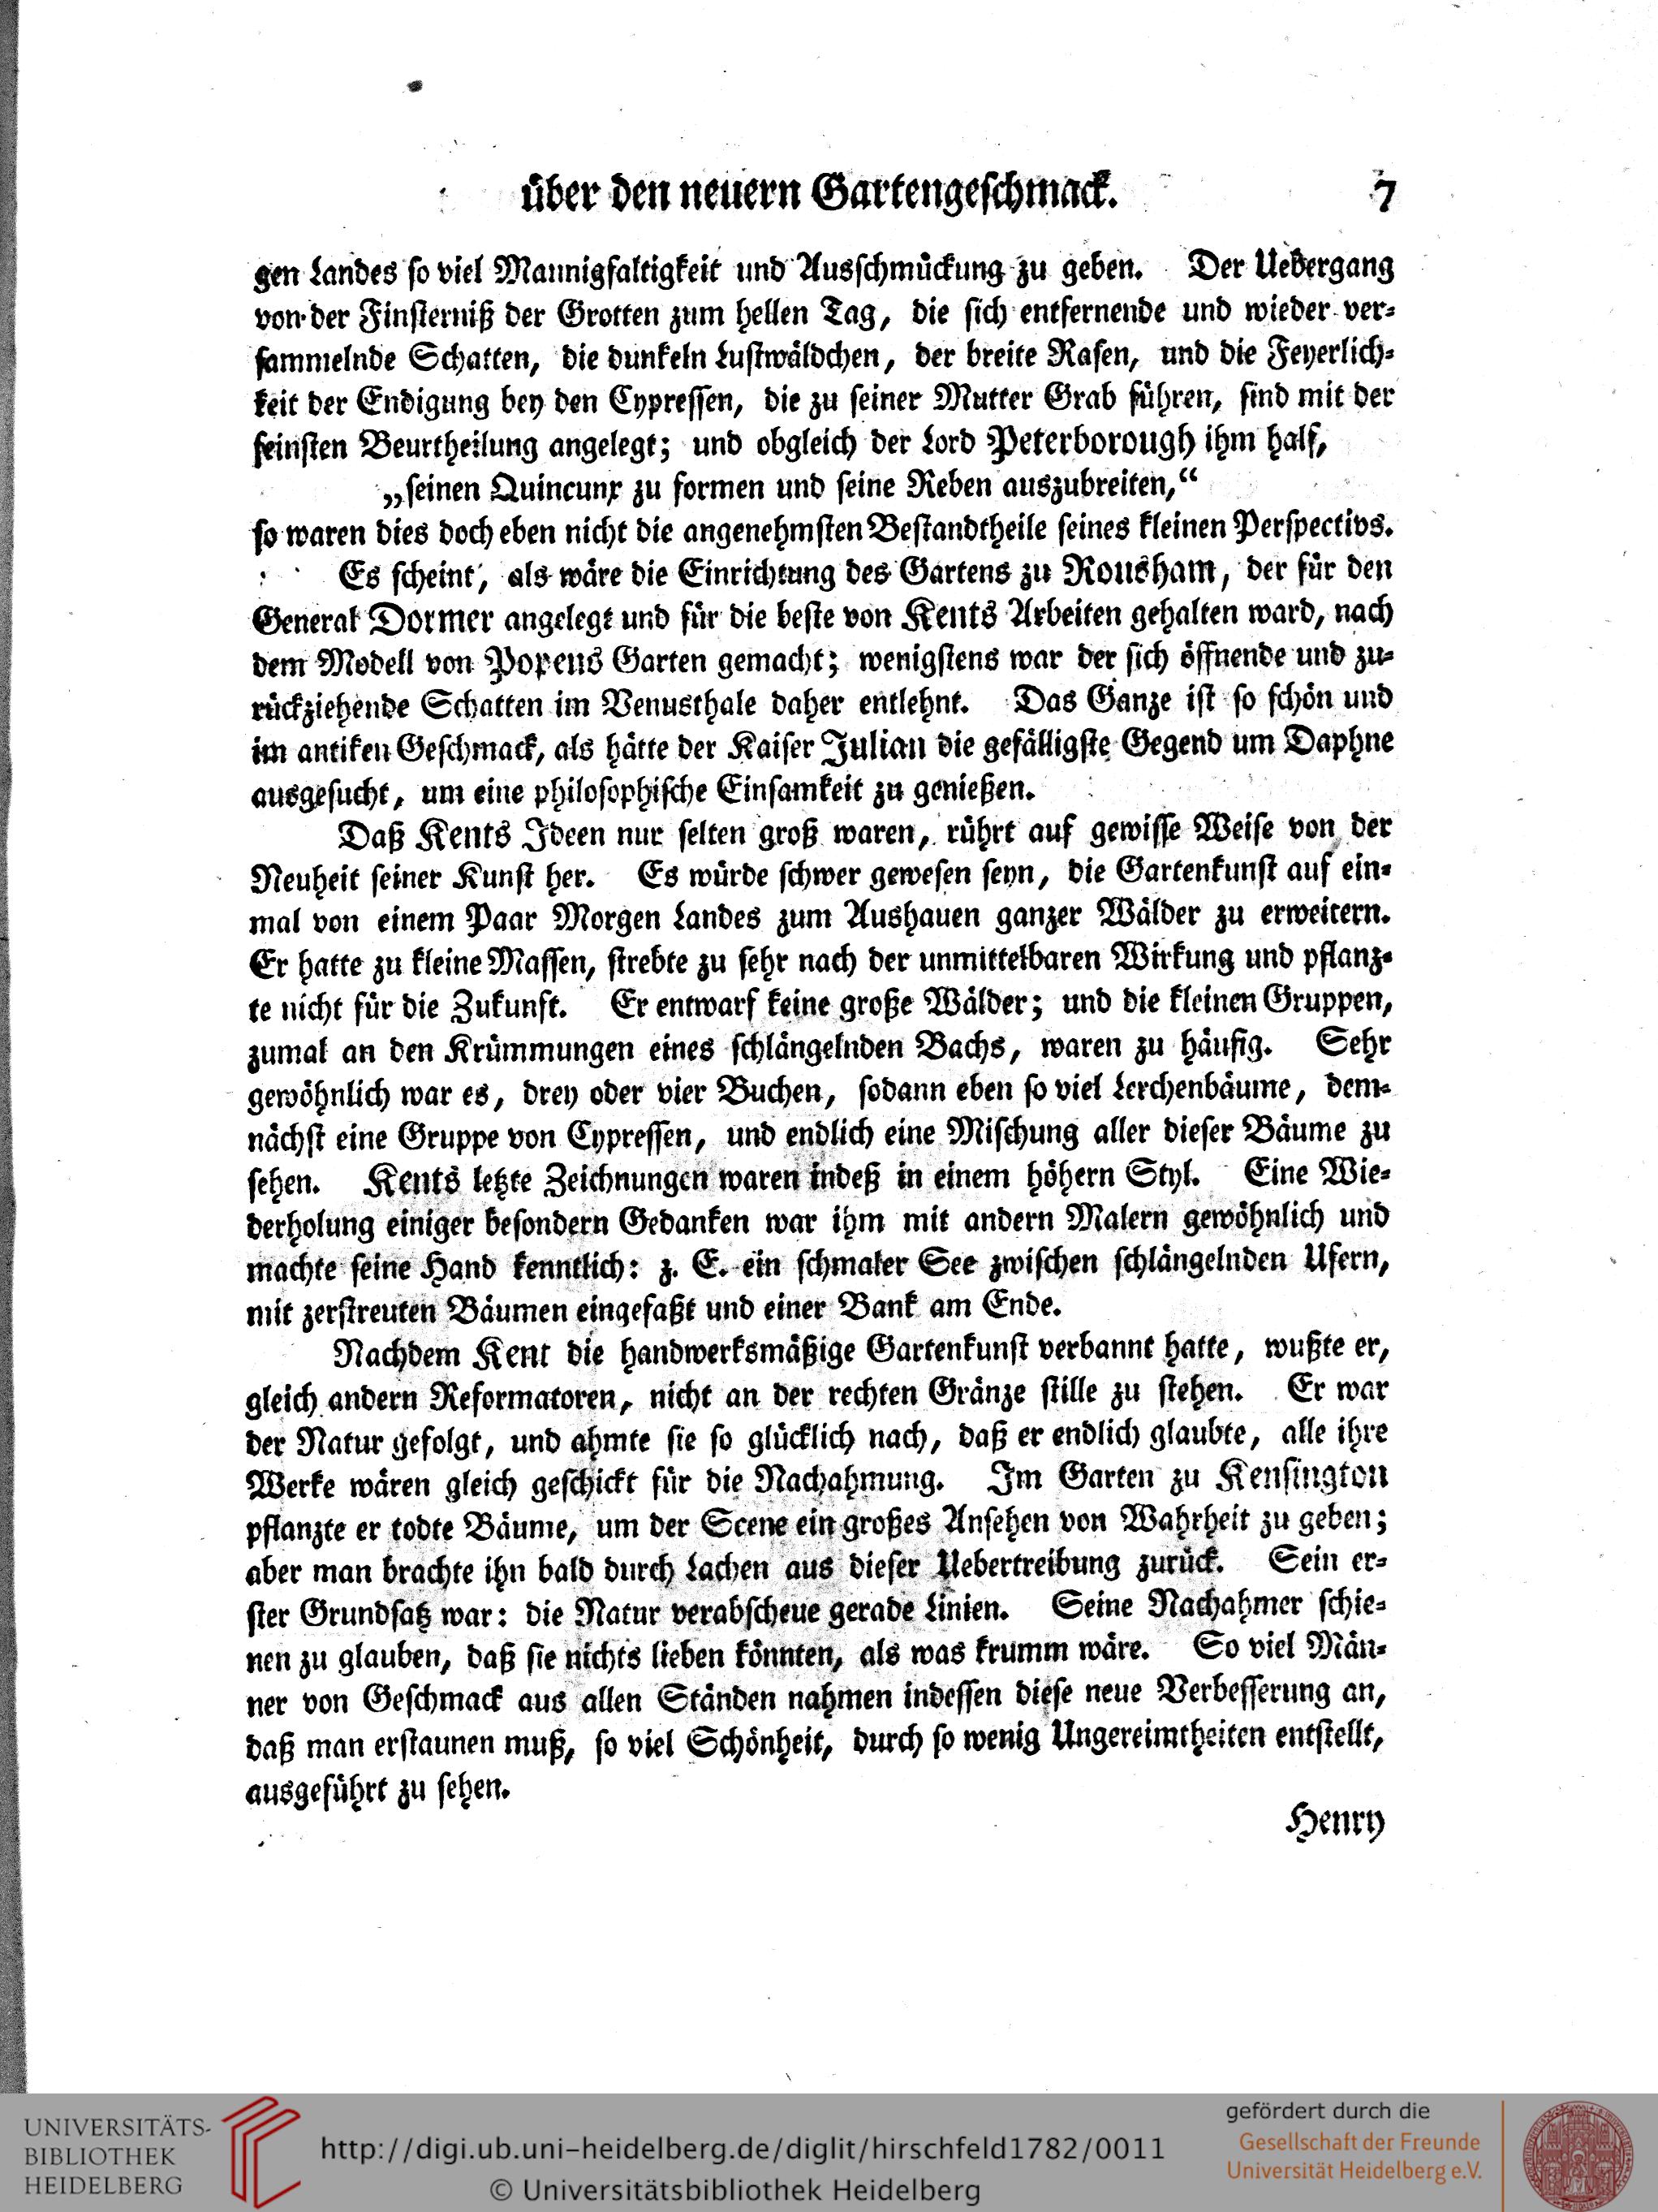 über den neuern Gartengeschmack. 7
gen Landes so viel Mannigfaltigkeit und Ausschmückung zu geben. Der Uebergang
von der Finsterniß der Grotten zum hellen Tag, die sich entfernende und wieder ver-
sammelnde Schatten, die dunkeln Lustwäldchen, der breite Rasen, und die Feyerlich-
keit der Endigung bey den Cypressen, die zu seiner Mutter Grab führen, sind mit der
feinsten Beurtheilung angelegt; und obgleich der Lord Peterborough ihm half,
„seinen Quincunx zu formen und seine Reben auszubreiten,“
so waren dies doch eben nicht die angenehmsten Bestandtheile seines kleinen Perspectivs.
Es scheint, als wäre die Einrichtung des Gartens zu Rousham, der für den
General Dormer angelegt und für die beste von Kents Arbeiten gehalten ward, nach
dem Modell von Popens Garten gemacht; wenigstens war der sich öffnende und zu-
rückziehende Schatten im Venusthale daher entlehnt. Das Ganze ist so schön und
im antiken Geschmack, als hätte der Kaiser Julian die gefälligste Gegend um Daphne
ausgesucht, um eine philosophische Einsamkeit zu genießen.
Daß Kents Ideen nur selten groß waren, rührt auf gewisse Weise von der
Neuheit seiner Kunst her. Es würde schwer gewesen seyn, die Gartenkunst auf ein-
mal von einem Paar Morgen Landes zum Aushauen ganzer Wälder zu erweitern.
Er hatte zu kleine Massen, strebte zu sehr nach der unmittelbaren Wirkung und pflanz-
te nicht für die Zukunft. Er entwarf keine große Wälder; und die kleinen Gruppen,
zumal an den Krümmungen eines schlängelnden Bachs, waren zu häufig. Sehr
gewöhnlich war es, drey oder vier Buchen, sodann eben so viel Lerchenbäume, dem-
nächst eine Gruppe von Cypressen, und endlich eine Mischung aller dieser Bäume zu
sehen. Kents letzte Zeichnungen waren indeß in einem höhern Styl. Eine Wie-
derholung einiger besondern Gedanken war ihm mit andern Malern gewöhnlich und
machte seine Hand kenntlich: z. E. ein schmaler See zwischen schlängelnden Ufern,
mit zerstreuten Bäumen eingefaßt und einer Bank am Ende.
Nachdem Kent die handwerksmäßige Gartenkunst verbannt hatte, wußte er,
gleich andern Reformatoren, nicht an der rechten Gränze stille zu stehen. Er war
der Natur gefolgt, und ahmte sie so glücklich nach, daß er endlich glaubte, alle ihre
Werke wären gleich geschickt für die Nachahmung. Im Garten zu Kensington
pflanzte er todte Bäume, um der Scene ein großes Ansehen von Wahrheit zu geben;
aber man brachte ihn bald durch Lachen aus dieser Uebertreibung zurück. Sein er-
ster Grundsatz war: die Natur verabscheue gerade Linien. Seine Nachahmer schie-
nen zu glauben, daß sie nichts lieben könnten, als was krumm wäre. So viel Män-
ner von Geschmack aus allen Ständen nahmen indessen diese neue Verbesserung an,
daß man erstaunen muß, so viel Schönheit, durch so wenig Ungereimtheiten entstellt,
ausgeführt zu sehen.
Henry
UNIVERSITÄTS-
BIBLIOTHEK
HEIDELBERG
http://digi.ub.uni-heidelberg.de/diglit/hirschfeld1782/0011
© Universitätsbibliothek Heidelberg
gefördert durch die
Gesellschaft der Freunde
Universität Heidelberg e.V.